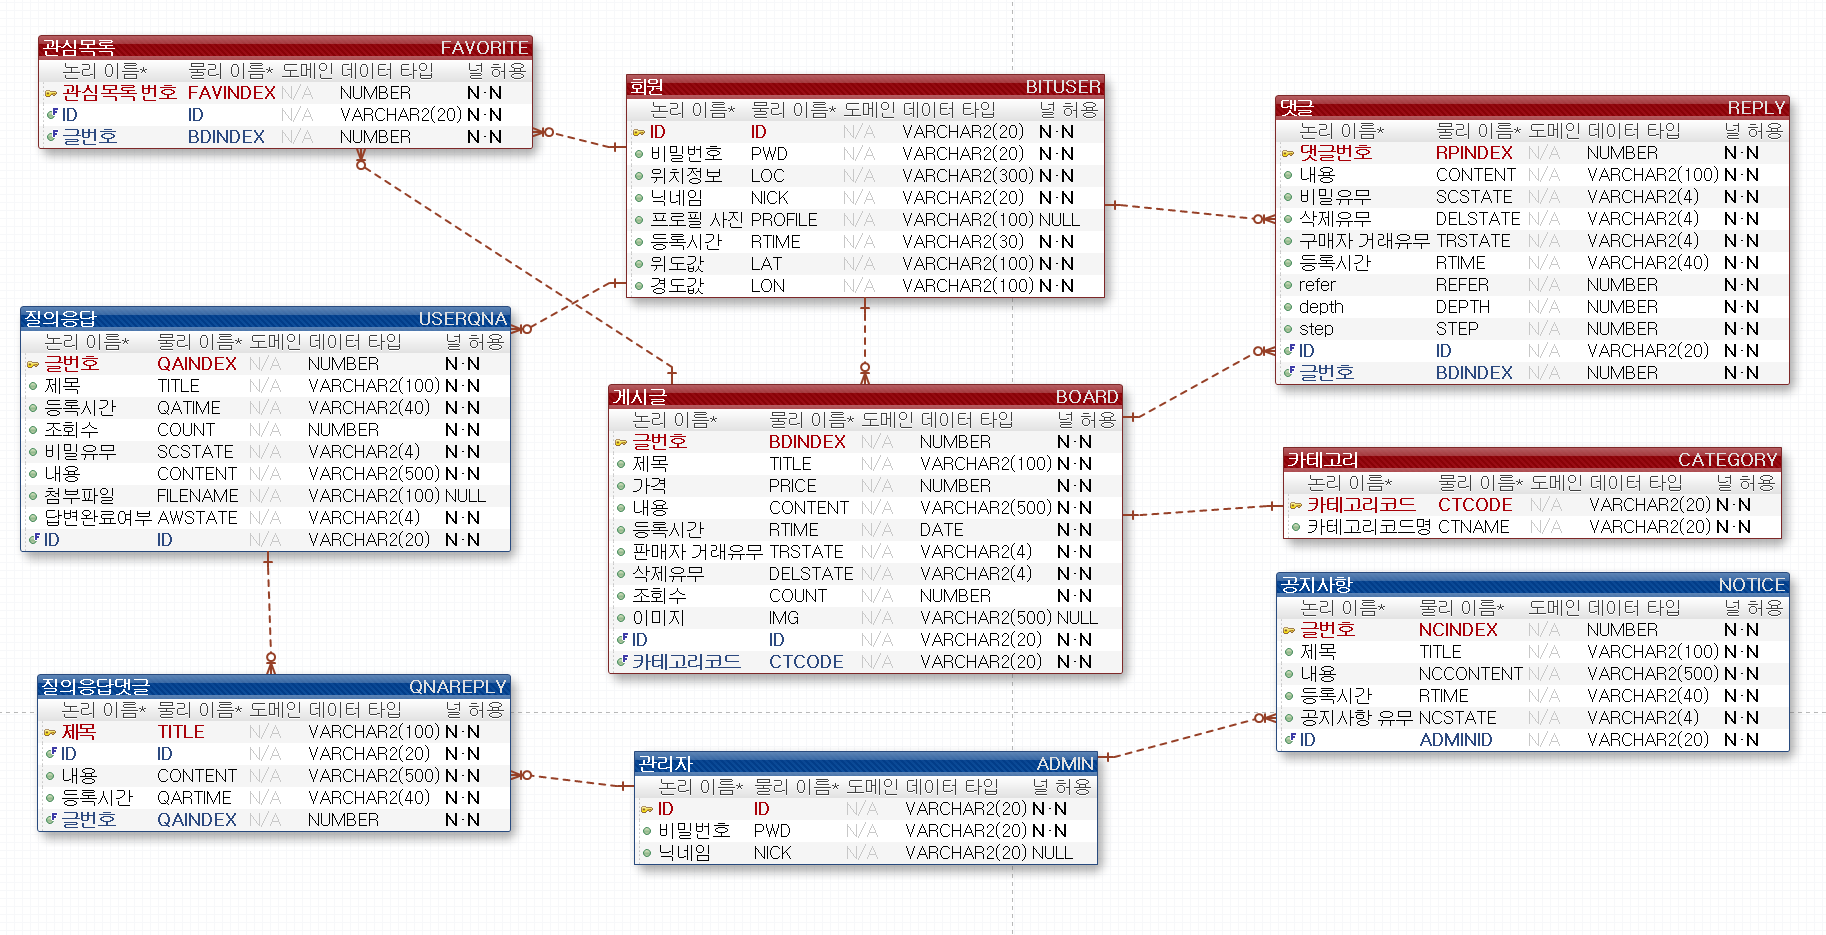 관심목록 FAVORITE
논리 이름* 물리 이름* 도메인 데이터 타입 널 허용
관심목록 번호 FAVINDEX N/A NUMBER N·N
ID ID N/A VARCHAR2(20) N·N
글번호 BDINDEX N/A NUMBER N·N
회원 BITUSER
논리 이름* 물리 이름* 도메인 데이터 타입 널 허용
ID ID N/A VARCHAR2(20) N·N
비밀번호 PWD N/A VARCHAR2(20) N·N
위치정보 LOC N/A VARCHAR2(300) N·N
닉네임 NICK N/A VARCHAR2(20) N·N
프로필 사진 PROFILE N/A VARCHAR2(100) NULL
등록시간 RTIME N/A VARCHAR2(30) N·N
위도값 LAT N/A VARCHAR2(100) N·N
경도값 LON N/A VARCHAR2(100) N·N
댓글 REPLY
논리 이름* 물리 이름* 도메인 데이터 타입 널 허용
댓글번호 RPINDEX N/A NUMBER N·N
내용 CONTENT N/A VARCHAR2(100) N·N
비밀유무 SCSTATE N/A VARCHAR2(4) N·N
삭제유무 DELSTATE N/A VARCHAR2(4) N·N
구매자 거래유무 TRSTATE N/A VARCHAR2(4) N·N
등록시간 RTIME N/A VARCHAR2(40) N·N
refer REFER N/A NUMBER N·N
depth DEPTH N/A NUMBER N·N
step STEP N/A NUMBER N·N
ID ID N/A VARCHAR2(20) N·N
글번호 BDINDEX N/A NUMBER N·N
질의응답 USERQNA
논리 이름* 물리 이름* 도메인 데이터 타입 널 허용
글번호 QAINDEX N/A NUMBER N·N
제목 TITLE N/A VARCHAR2(100) N·N
등록시간 QATIME N/A VARCHAR2(40) N·N
조회수 COUNT N/A NUMBER N·N
비밀유무 SCSTATE N/A VARCHAR2(4) N·N
내용 CONTENT N/A VARCHAR2(500) N·N
첨부파일 FILENAME N/A VARCHAR2(100) NULL
답변완료여부 AWSTATE N/A VARCHAR2(4) N·N
ID ID N/A VARCHAR2(20) N·N
게시글 BOARD
논리 이름* 물리 이름* 도메인 데이터 타입 널 허용
글번호 BDINDEX N/A NUMBER N·N
제목 TITLE N/A VARCHAR2(100) N·N
가격 PRICE N/A NUMBER N·N
내용 CONTENT N/A VARCHAR2(500) N·N
등록시간 RTIME N/A DATE N·N
판매자 거래유무 TRSTATE N/A VARCHAR2(4) N·N
삭제유무 DELSTATE N/A VARCHAR2(4) N·N
조회수 COUNT N/A NUMBER N·N
이미지 IMG N/A VARCHAR2(500) NULL
ID ID N/A VARCHAR2(20) N·N
카테고리코드 CTCODE N/A VARCHAR2(20) N·N
카테고리 CATEGORY
논리 이름* 물리 이름* 도메인 데이터 타입 널 허용
카테고리코드 CTCODE N/A VARCHAR2(20) N·N
카테고리코드명 CTNAME N/A VARCHAR2(20) N·N
공지사항 NOTICE
논리 이름* 물리 이름* 도메인 데이터 타입 널 허용
글번호 NCINDEX N/A NUMBER N·N
제목 TITLE N/A VARCHAR2(100) N·N
내용 NCCONTENT N/A VARCHAR2(500) N·N
등록시간 RTIME N/A VARCHAR2(40) N·N
공지사항 유무 NCSTATE N/A VARCHAR2(4) N·N
ID ADMINID N/A VARCHAR2(20) N·N
질의응답댓글 QNAREPLY
논리 이름* 물리 이름* 도메인 데이터 타입 널 허용
제목 TITLE N/A VARCHAR2(100) N·N
ID ID N/A VARCHAR2(20) N·N
내용 CONTENT N/A VARCHAR2(500) N·N
등록시간 QARTIME N/A VARCHAR2(40) N·N
글번호 QAINDEX N/A NUMBER N·N
관리자 ADMIN
논리 이름* 물리 이름* 도메인 데이터 타입 널 허용
ID ID N/A VARCHAR2(20) N·N
비밀번호 PWD N/A VARCHAR2(20) N·N
닉네임 NICK N/A VARCHAR2(20) NULL